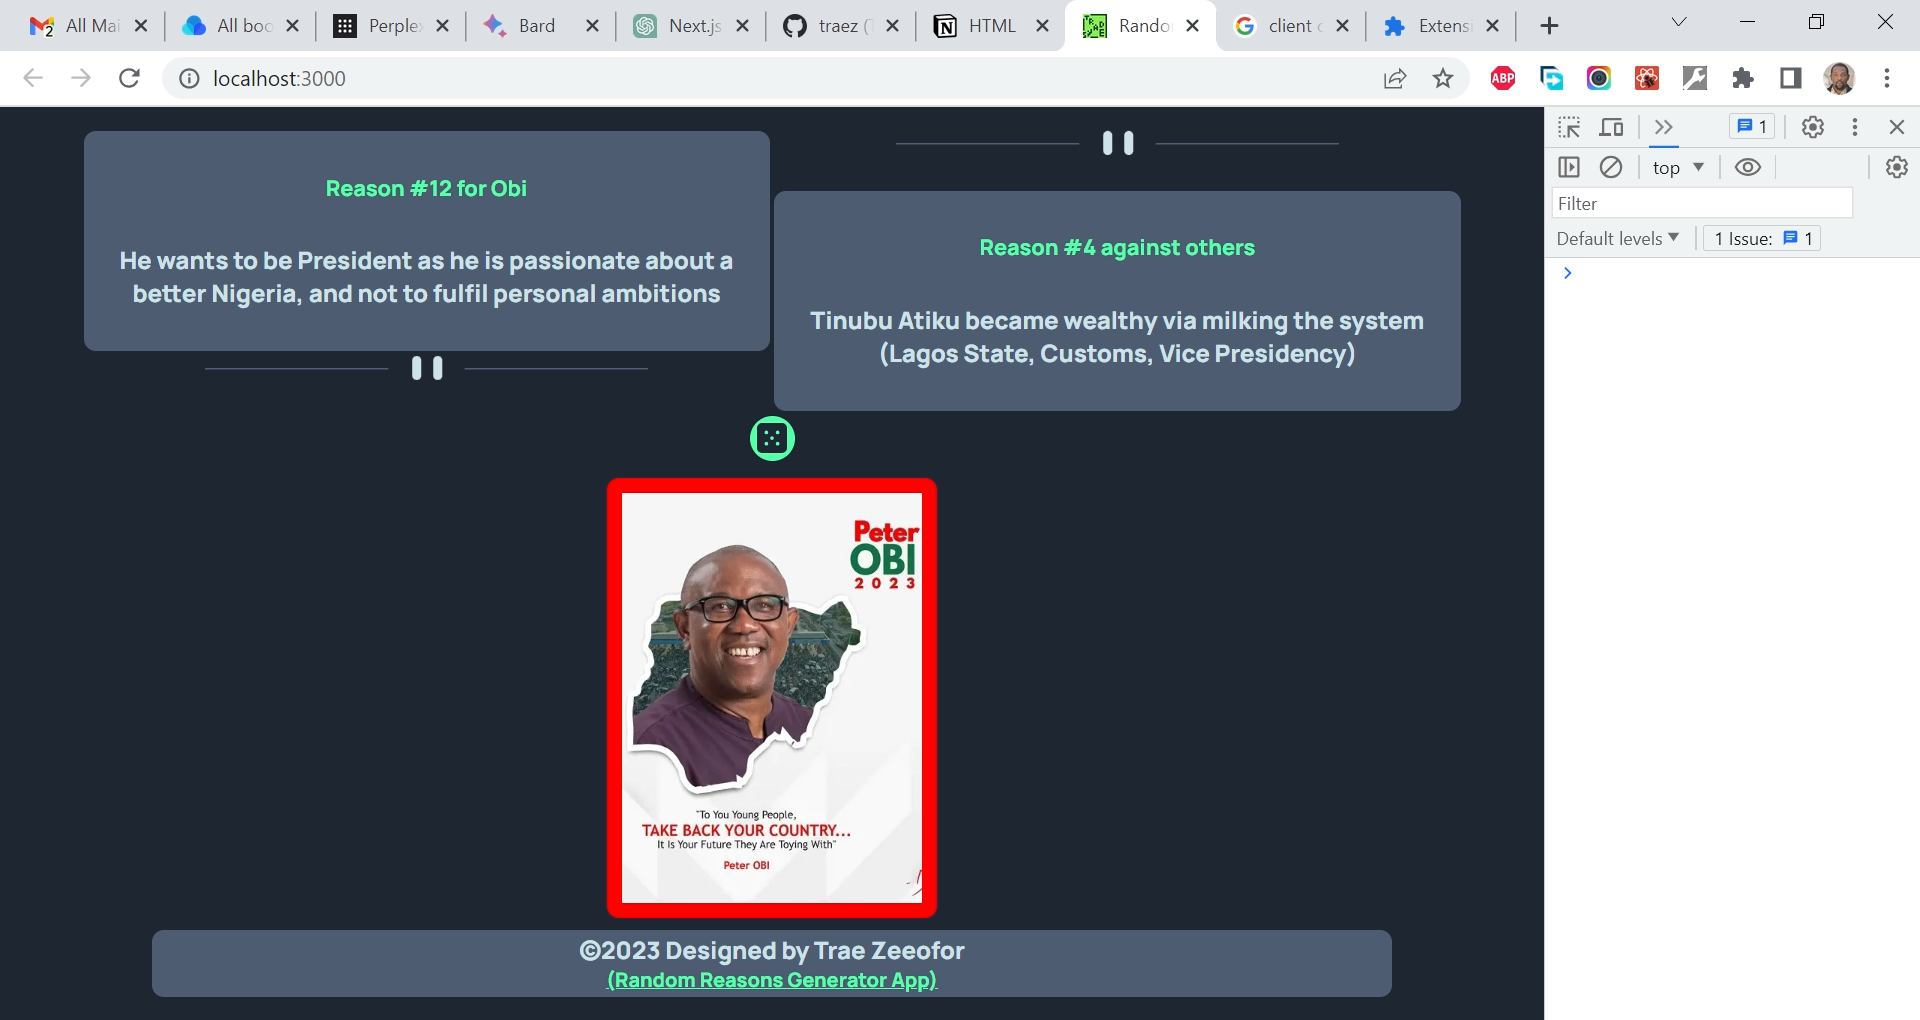 All Mai
All boo
Perplex
Bard
Next.js
traez (
HTML
Rando
client
Extensi
localhost:3000
ABP
Reason #12 for Obi
He wants to be President as he is passionate about a
better Nigeria, and not to fulfil personal ambitions
Reason #4 against others
Tinubu Atiku became wealthy via milking the system
(Lagos State, Customs, Vice Presidency)
Peter
OBI
2023
"To You Young People,
TAKE BACK YOUR COUNTRY...
It Is Your Future They Are Toying With"
Peter OBI
©2023 Designed by Trae Zeeofor
(Random Reasons Generator App)
1
top
Filter
Default levels
1 Issue: 1